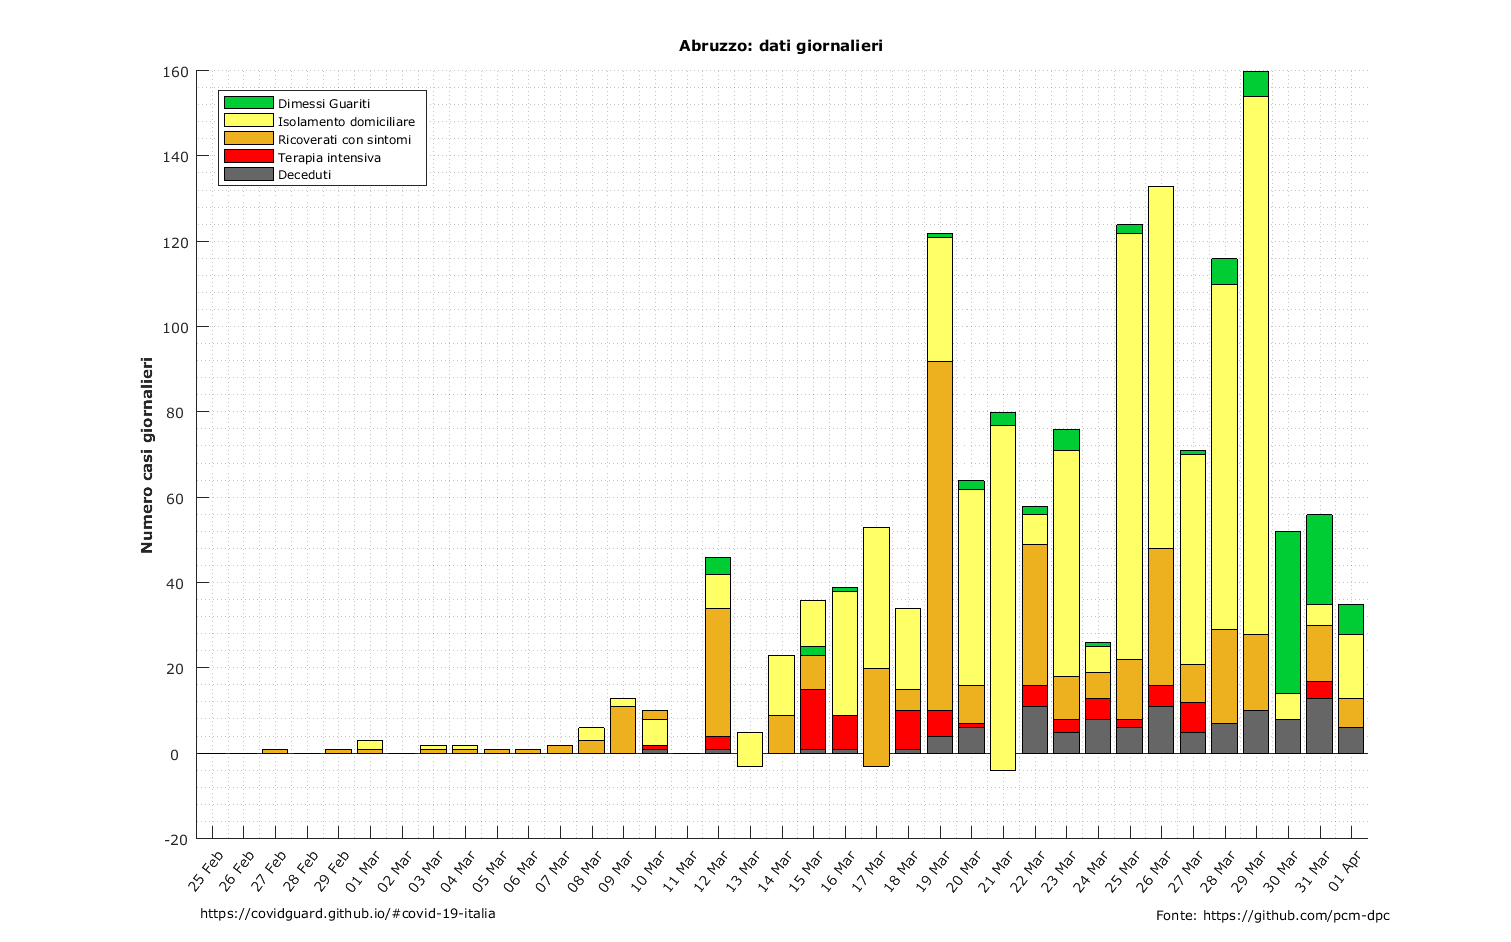 Abruzzo: dati giornalieri
Dimessi Guariti
Isolamento domiciliare
Ricoverati con sintomi
Terapia intensiva
Deceduti
Numero casi giornalieri
160
140
120
100
80
60
40
20
0
-20
25 Feb
26 Feb
27 Feb
28 Feb
29 Feb
01 Mar
02 Mar
03 Mar
04 Mar
05 Mar
06 Mar
07 Mar
08 Mar
09 Mar
10 Mar
11 Mar
12 Mar
13 Mar
14 Mar
15 Mar
16 Mar
17 Mar
18 Mar
19 Mar
20 Mar
21 Mar
22 Mar
23 Mar
24 Mar
25 Mar
26 Mar
27 Mar
28 Mar
29 Mar
30 Mar
31 Mar
01 Apr
https://covidguard.github.io/#covid-19-italia
Fonte: https://github.com/pcm-dpc